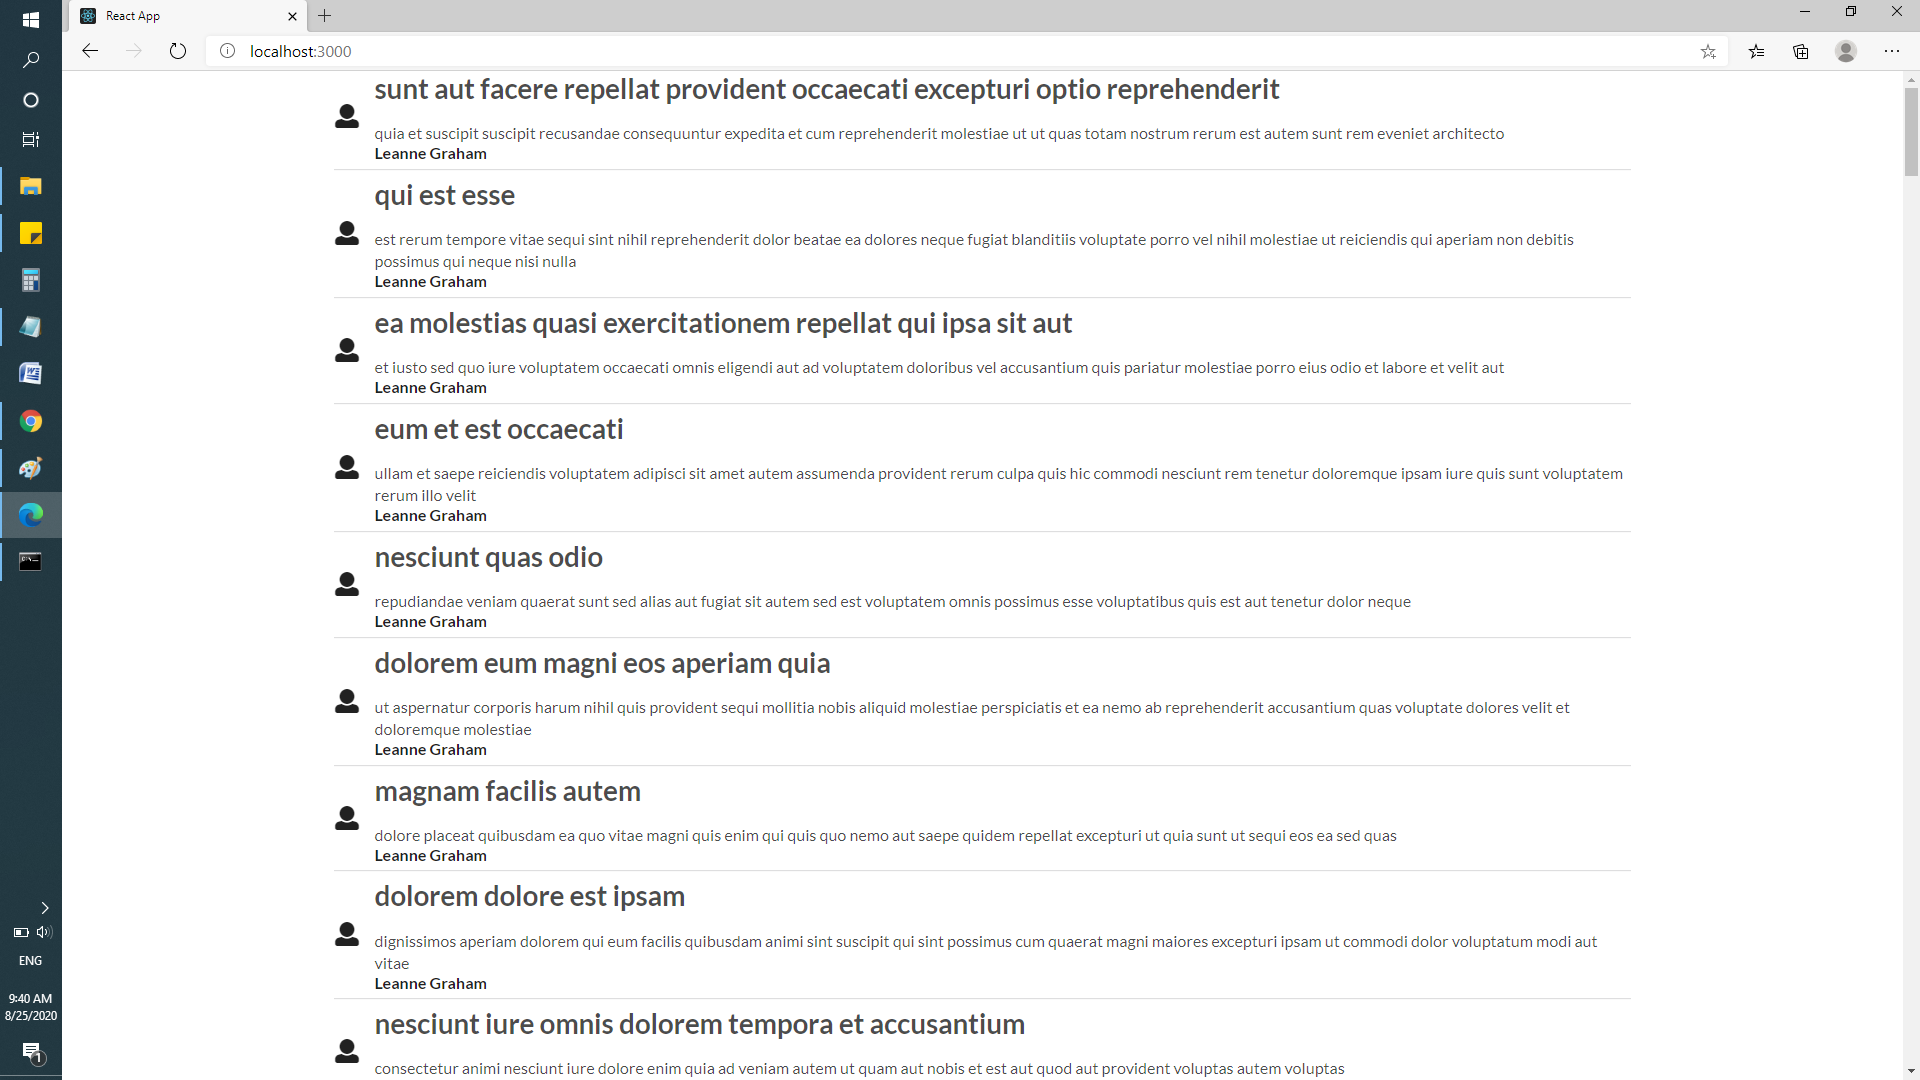 React App
localhost:3000
sunt aut facere repellat provident occaecati excepturi optio reprehenderit
quia et suscipit suscipit recusandae consequuntur expedita et cum reprehenderit molestiae ut ut quas totam nostrum rerum est autem sunt rem eveniet architecto
Leanne Graham
qui est esse
est rerum tempore vitae sequi sint nihil reprehenderit dolor beatae ea dolores neque fugiat blanditiis voluptate porro vel nihil molestiae ut reiciendis qui aperiam non debitis
possimus qui neque nisi nulla
Leanne Graham
ea molestias quasi exercitationem repellat qui ipsa sit aut
et iusto sed quo iure voluptatem occaecati omnis eligendi aut ad voluptatem doloribus vel accusantium quis pariatur molestiae porro eius odio et labore et velit aut
Leanne Graham
eum et est occaecati
ullam et saepe reiciendis voluptatem adipisci sit amet autem assumenda provident rerum culpa quis hic commodi nesciunt rem tenetur doloremque ipsam iure quis sunt voluptatem
rerum illo velit
Leanne Graham
nesciunt quas odio
repudiandae veniam quaerat sunt sed alias aut fugiat sit autem sed est voluptatem omnis possimus esse voluptatibus quis est aut tenetur dolor neque
Leanne Graham
dolorem eum magni eos aperiam quia
ut aspernatur corporis harum nihil quis provident sequi mollitia nobis aliquid molestiae perspiciatis et ea nemo ab reprehenderit accusantium quas voluptate dolores velit et
doloremque molestiae
Leanne Graham
magnam facilis autem
dolore placeat quibusdam ea quo vitae magni quis enim qui quis quo nemo aut saepe quidem repellat excepturi ut quia sunt ut sequi eos ea sed quas
Leanne Graham
dolorem dolore est ipsam
dignissimos aperiam dolorem qui eum facilis quibusdam animi sint suscipit qui sint possimus cum quaerat magni maiores excepturi ipsam ut commodi dolor voluptatum modi aut
vitae
Leanne Graham
nesciunt iure omnis dolorem tempora et accusantium
consectetur animi nesciunt iure dolore enim quia ad veniam autem ut quam aut nobis et est aut quod aut provident voluptas autem voluptas
ENG
9:40 AM
8/25/2020
1